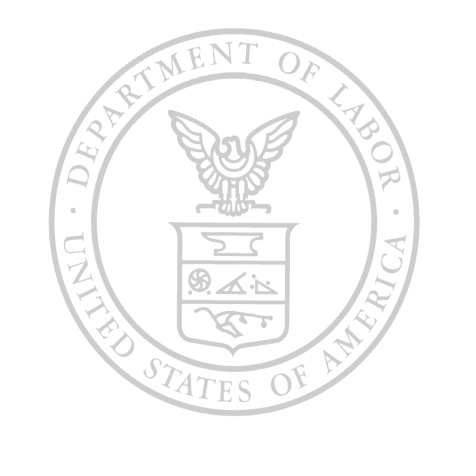 DEPARTMENT OF LABOR
UNITED STATES OF AMERICA